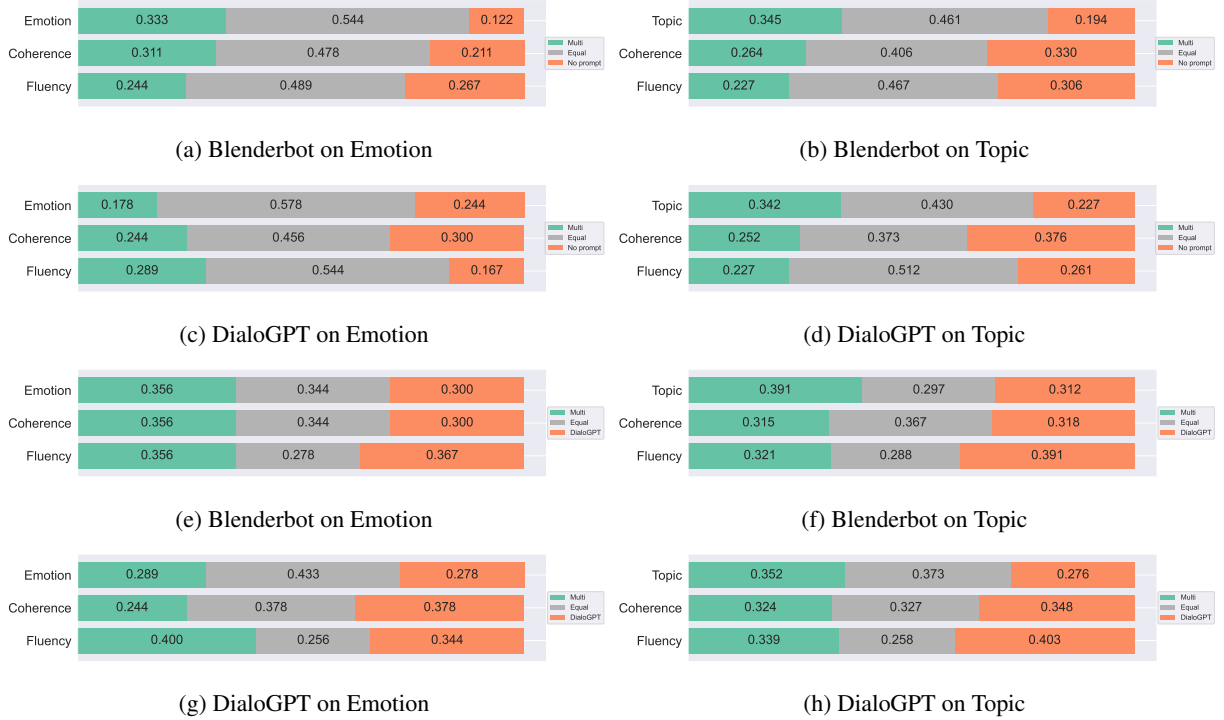 Emotion 0.333 0.544 0.122
Coherence 0.311 0.478 0.211
Fluency 0.244 0.489 0.267
Multi
Equal
No prompt
(a) Blenderbot on Emotion
Topic 0.345 0.461 0.194
Coherence 0.264 0.406 0.330
Fluency 0.227 0.467 0.306
Multi
Equal
No prompt
(b) Blenderbot on Topic
Emotion 0.178 0.578 0.244
Coherence 0.244 0.456 0.300
Fluency 0.289 0.544 0.167
Multi
Equal
No prompt
(c) DialoGPT on Emotion
Topic 0.342 0.430 0.227
Coherence 0.252 0.373 0.376
Fluency 0.227 0.512 0.261
Multi
Equal
No prompt
(d) DialoGPT on Topic
Emotion 0.356 0.344 0.300
Coherence 0.356 0.344 0.300
Fluency 0.356 0.278 0.367
Multi
Equal
DialoGPT
(e) Blenderbot on Emotion
Topic 0.391 0.297 0.312
Coherence 0.315 0.367 0.318
Fluency 0.321 0.288 0.391
Multi
Equal
DialoGPT
(f) Blenderbot on Topic
Emotion 0.289 0.433 0.278
Coherence 0.244 0.378 0.378
Fluency 0.400 0.256 0.344
Multi
Equal
DialoGPT
(g) DialoGPT on Emotion
Topic 0.352 0.373 0.276
Coherence 0.324 0.327 0.348
Fluency 0.339 0.258 0.403
Multi
Equal
DialoGPT
(h) DialoGPT on Topic